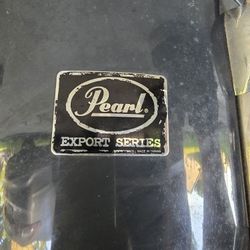 Pearl.
EXPORT SERIES
MADE IN TAIWAN